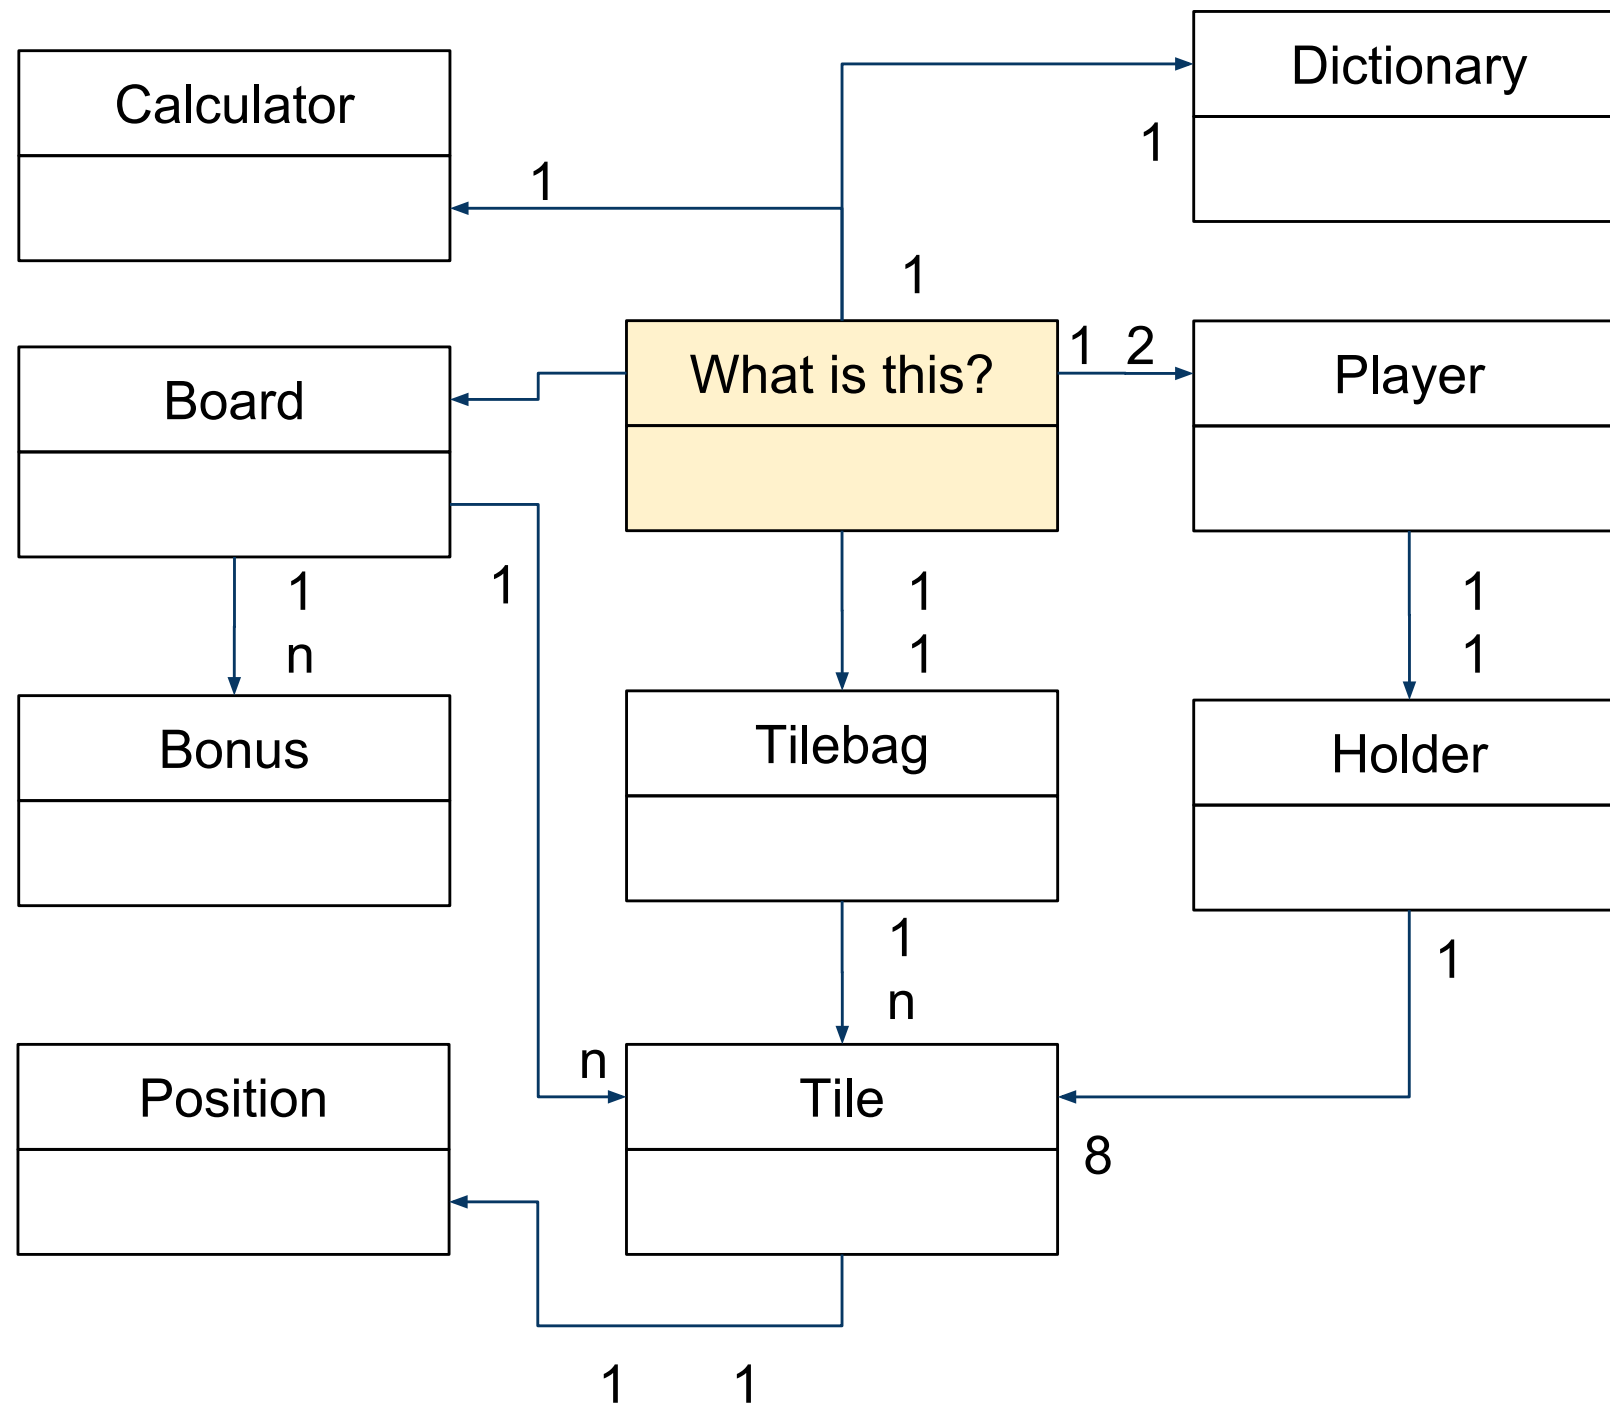 Dictionary
Calculator
1
1
1
What is this?
1 2
Player
Board
1
1
1
1
n
1
1
Bonus
Tilebag
Holder
1
1
n
n
Position
Tile
8
1 1